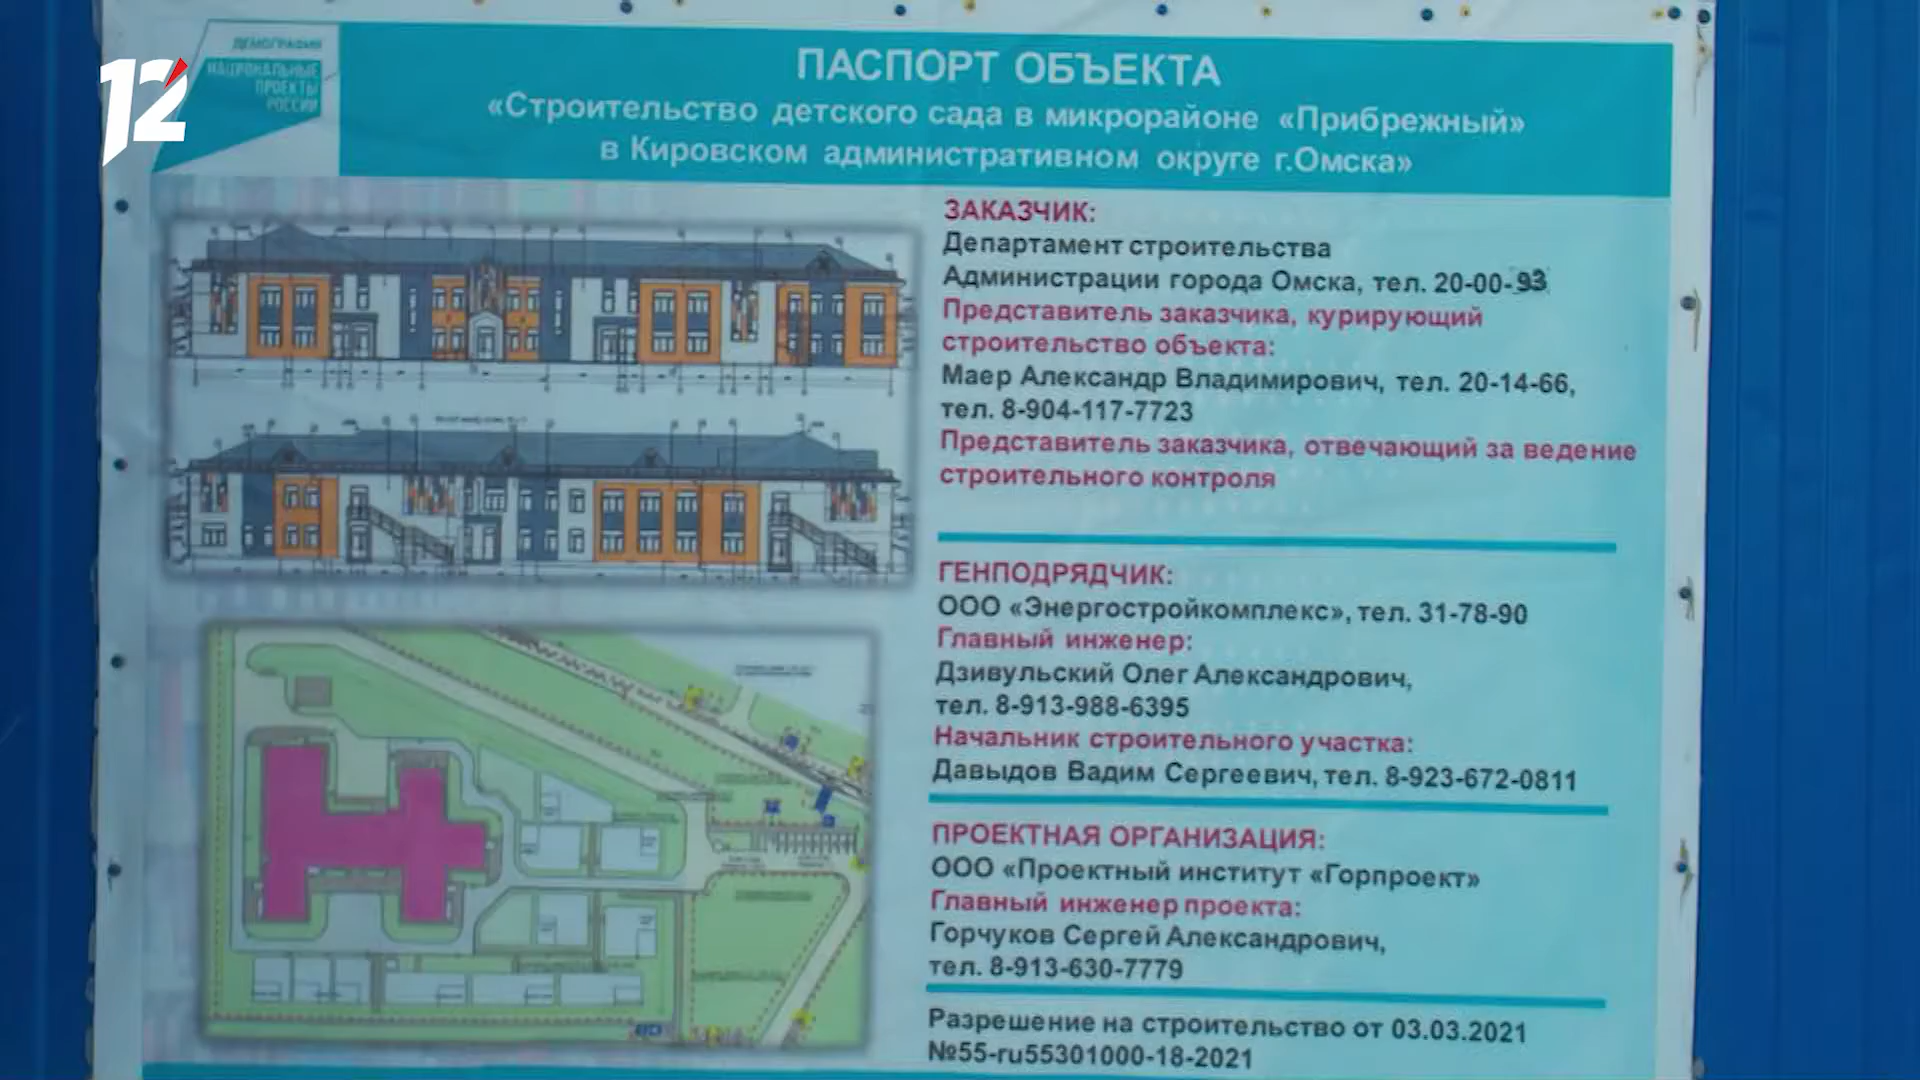 12
ДЕМОГРАФИЯ
НАЦИОНАЛЬНЫЕ
ПРОЕКТЫ
РОССИИ
ПАСПОРТ ОБЪЕКТА
«Строительство детского сада в микрорайоне «Прибрежный»
в Кировском административном округе г.Омска»
ЗАКАЗЧИК:
Департамент строительства
Администрации города Омска, тел. 20-00-93
Представитель заказчика, курирующий
строительство объекта:
Маер Александр Владимирович, тел. 20-14-66,
тел. 8-904-117-7723
Представитель заказчика, отвечающий за ведение
строительного контроля
ГЕНПОДРЯДЧИК:
ООО «Энергостройкомплекс», тел. 31-78-90
Главный инженер:
Дзивульский Олег Александрович,
тел. 8-913-988-6395
Начальник строительного участка:
Давыдов Вадим Сергеевич, тел. 8-923-672-0811
ПРОЕКТНАЯ ОРГАНИЗАЦИЯ:
ООО «Проектный институт «Горпроект»
Главный инженер проекта:
Горчуков Сергей Александрович,
тел. 8-913-630-7779
Разрешение на строительство от 03.03.2021
№55-ru55301000-18-2021